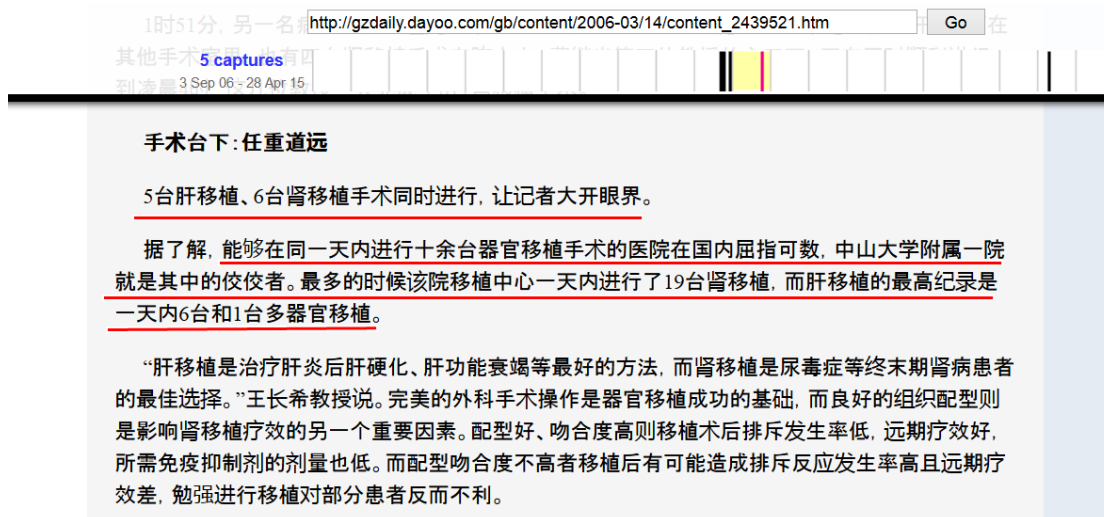 http://gzdaily.dayoo.com/gb/content/2006-03/14/content_2439521.htm Go
1时51分，另一名
在
其他手术
5 captures
3 Sep 06 - 28 Apr 15
到凌晨
手术台下：任重道远
5台肝移植、6台肾移植手术同时进行，让记者大开眼界。
据了解，能够在同一天内进行十余台器官移植手术的医院在国内屈指可数，中山大学附属一院
就是其中的佼佼者。最多的时候该院移植中心一天内进行了19台肾移植，而肝移植的最高纪录是
一天内6台和1台多器官移植。
“肝移植是治疗肝炎后肝硬化、肝功能衰竭等最好的方法，而肾移植是尿毒症等终末期肾病患者
的最佳选择。”王长希教授说。完美的外科手术操作是器官移植成功的基础，而良好的组织配型则
是影响肾移植疗效的另一个重要因素。配型好、吻合度高则移植术后排斥发生率低，远期疗效好，
所需免疫抑制剂的剂量也低。而配型吻合度不高者移植后有可能造成排斥反应发生率高且远期疗
效差，勉强进行移植对部分患者反而不利。